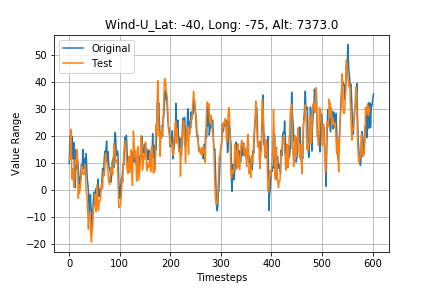 Wind-U_Lat: -40, Long: -75, Alt: 7373.0
Original
Test
Value Range
50
40
30
20
10
0
−10
−20
0 100 200 300 400 500 600
Timesteps